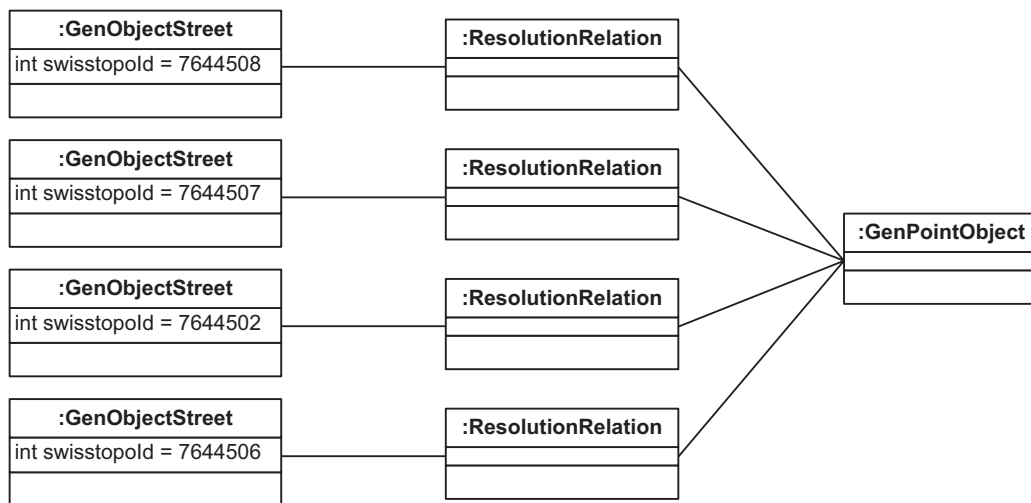 :GenObjectStreet
int swisstopoId = 7644508
:ResolutionRelation
:GenObjectStreet
int swisstopoId = 7644507
:ResolutionRelation
:GenPointObject
:GenObjectStreet
int swisstopoId = 7644502
:ResolutionRelation
:GenObjectStreet
int swisstopoId = 7644506
:ResolutionRelation